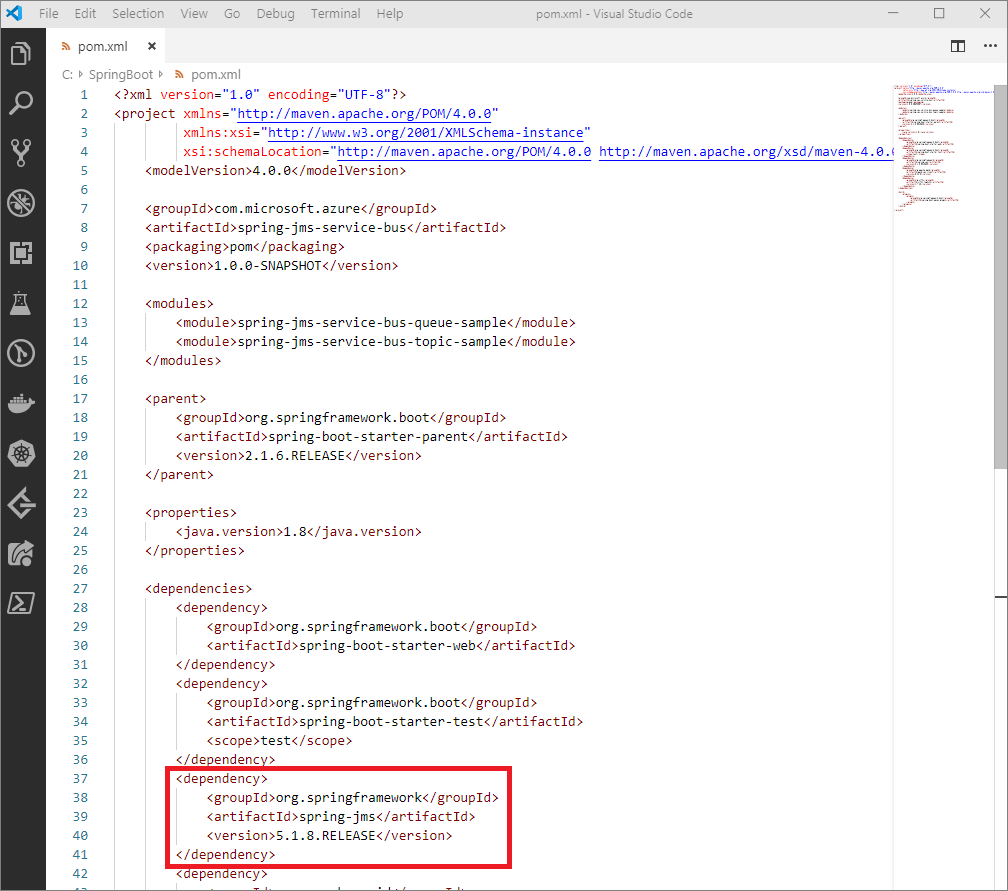 File Edit Selection View Go Debug Terminal Help pom.xml - Visual Studio Code
pom.xml
C: SpringBoot pom.xml
1 <?xml version="1.0" encoding="UTF-8"?>
2 <project xmlns="http://maven.apache.org/POM/4.0.0"
3 xmlns:xsi="http://www.w3.org/2001/XMLSchema-instance"
4 xsi:schemaLocation="http://maven.apache.org/POM/4.0.0 http://maven.apache.org/xsd/maven-4.0.
5 <modelVersion>4.0.0</modelVersion>
6
7 <groupId>com.microsoft.azure</groupId>
8 <artifactId>spring-jms-service-bus</artifactId>
9 <packaging>pom</packaging>
10 <version>1.0.0-SNAPSHOT</version>
11
12 <modules>
13 <module>spring-jms-service-bus-queue-sample</module>
14 <module>spring-jms-service-bus-topic-sample</module>
15 </modules>
16
17 <parent>
18 <groupId>org.springframework.boot</groupId>
19 <artifactId>spring-boot-starter-parent</artifactId>
20 <version>2.1.6.RELEASE</version>
21 </parent>
22
23 <properties>
24 <java.version>1.8</java.version>
25 </properties>
26
27 <dependencies>
28 <dependency>
29 <groupId>org.springframework.boot</groupId>
30 <artifactId>spring-boot-starter-web</artifactId>
31 </dependency>
32 <dependency>
33 <groupId>org.springframework.boot</groupId>
34 <artifactId>spring-boot-starter-test</artifactId>
35 <scope>test</scope>
36 </dependency>
37 <dependency>
38 <groupId>org.springframework</groupId>
39 <artifactId>spring-jms</artifactId>
40 <version>5.1.8.RELEASE</version>
41 </dependency>
42 <dependency>